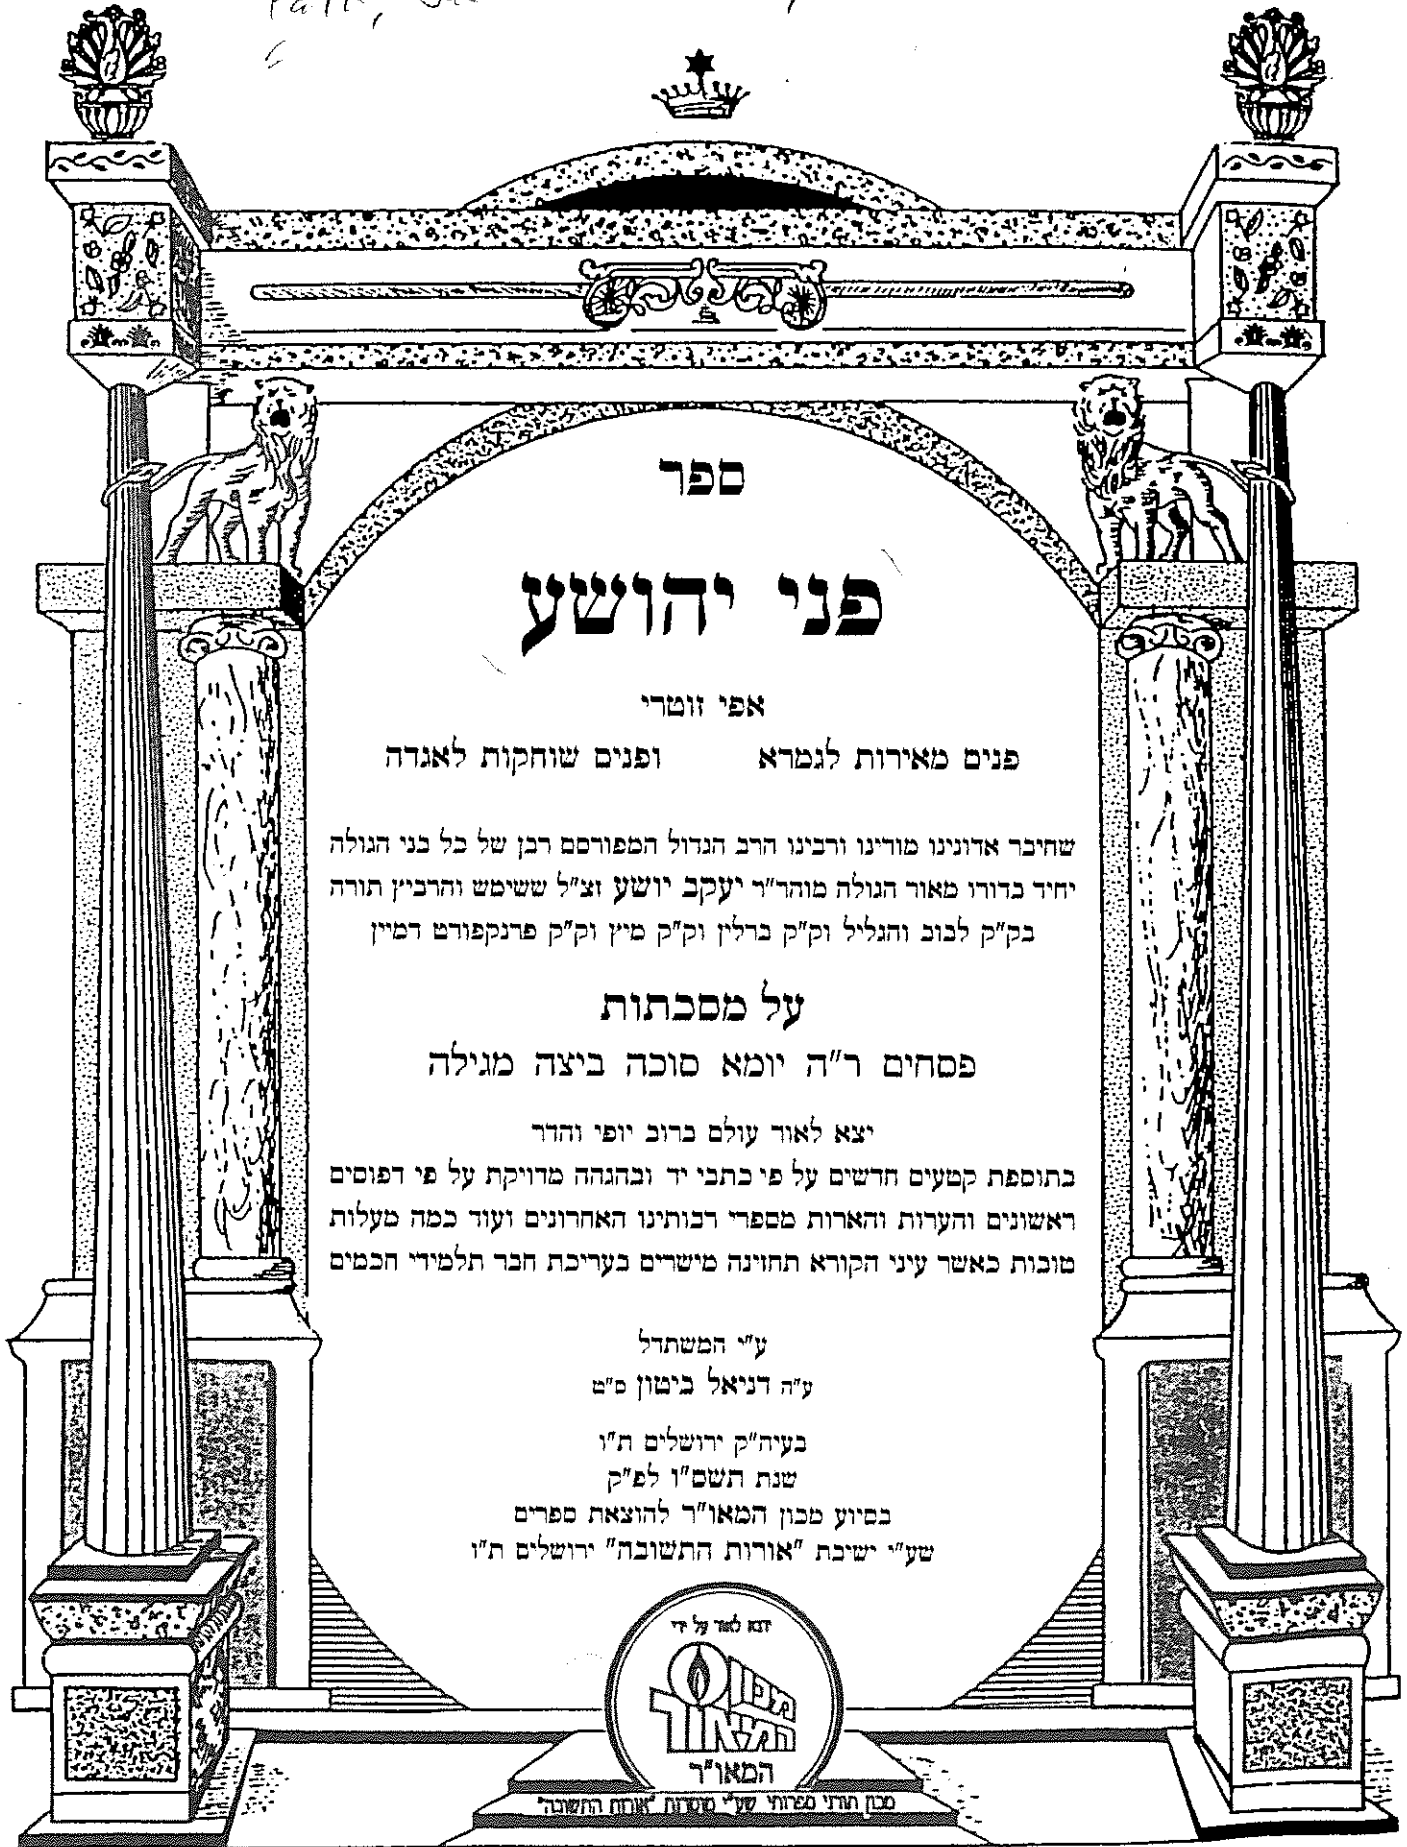 ספר
פני יהושע
אפי זוטרי
פנים מאירות לגמרא ופנים שוחקות לאגדה
שחיבר אדונינו מורינו ורבינו הרב הגדול המפורסם רבן של כל בני הגולה
יחיד בדורו מאור הגולה מוהר"ר יעקב יושע זצ"ל ששימש והרביץ תורה
בק"ק לבוב והגליל וק"ק ברלין וק"ק מיץ וק"ק פרנקפורט דמיין
על מסכתות
פסחים ר"ה יומא סוכה ביצה מגילה
יצא לאור עולם ברוב יופי והדר
בתוספת קטעים חדשים על פי כתבי יד ובהגהה מדויקת על פי דפוסים
ראשונים והערות והארות מספרי רבותינו האחרונים ועוד כמה מעלות
טובות כאשר עיני הקורא תחזינה מישרים בעריכת חבר תלמידי חכמים
ע"י המשתדל
ע"ה דניאל ביטון ס"ט
בעיה"ק ירושלים ת"ו
שנת תשס"ו לפ"ק
בסיוע מכון המאו"ר להוצאת ספרים
שע"י ישיבת "אורות התשובה" ירושלים ת"ו
יוצא לאור על ידי
מכון
המאור
המאו"ר
מכון תורני ספרותי שע"י מוסדות "אורות התשובה"